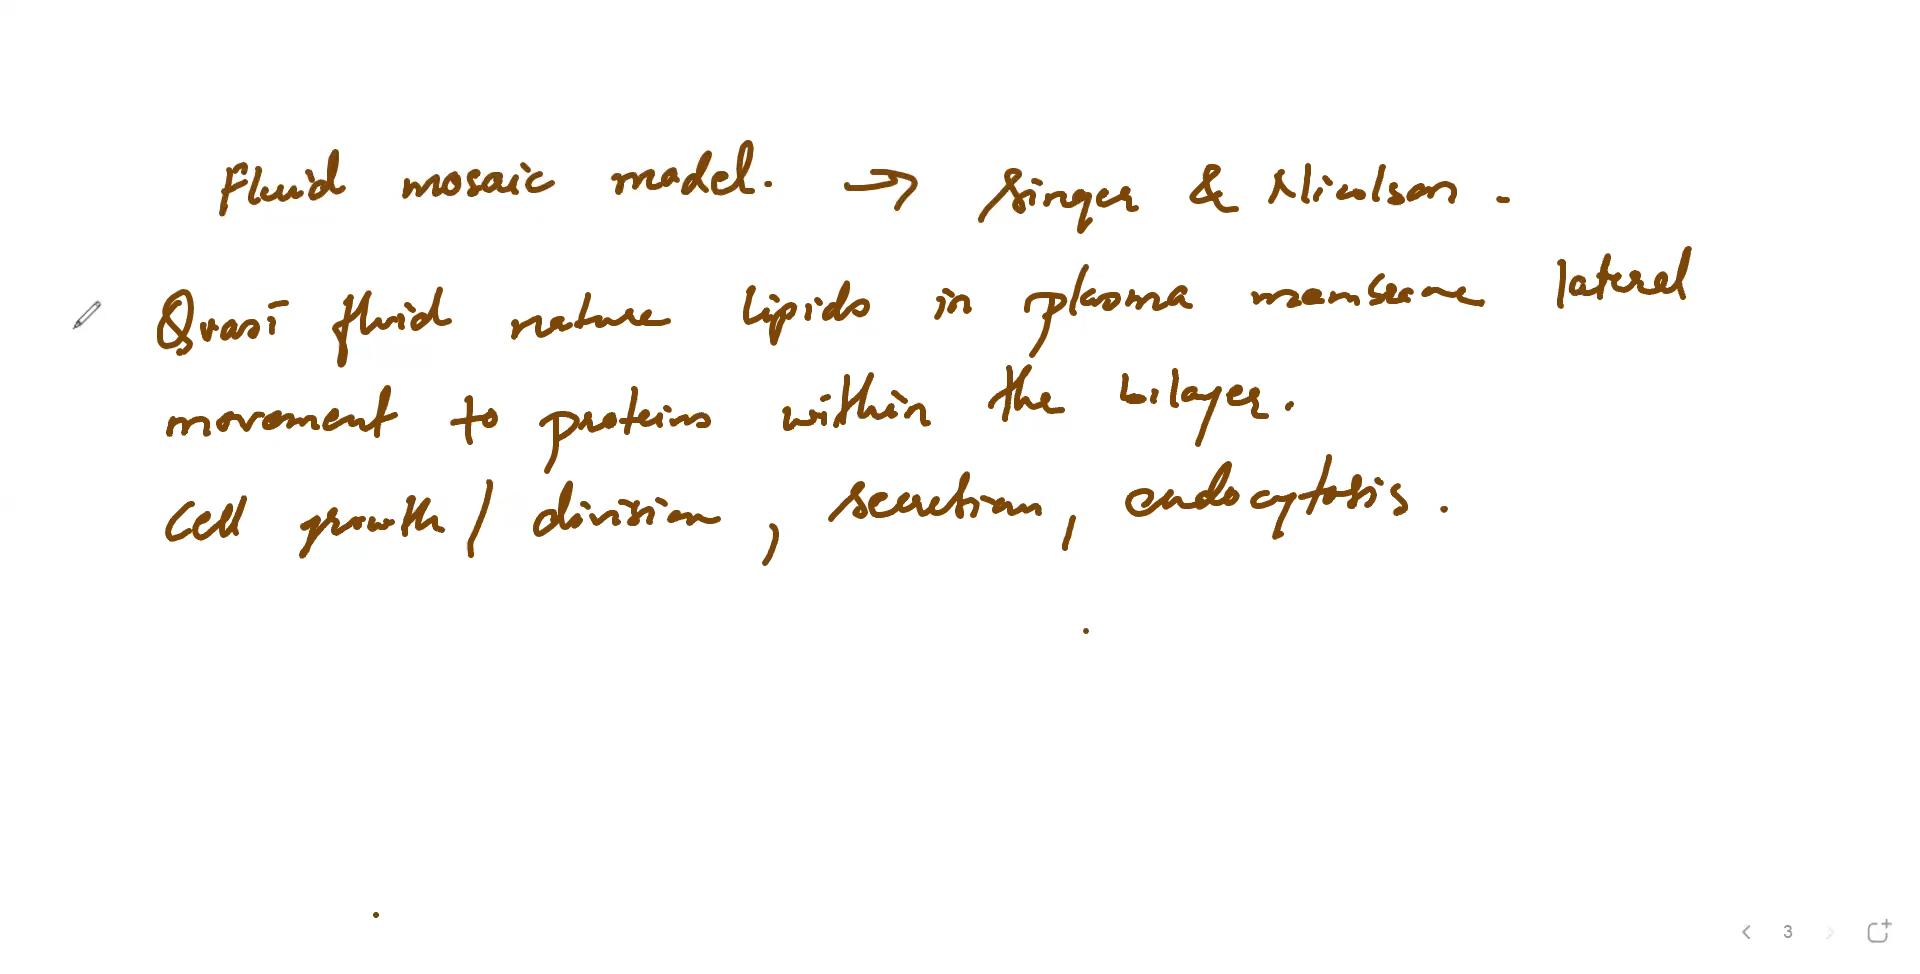 Fluid mosaic model. → Singer & Nicolson.
Quasi fluid nature lipids in plasma membrane lateral
movement to proteins within the bilayer.
Cell growth / division, secretion, endocytosis.
3